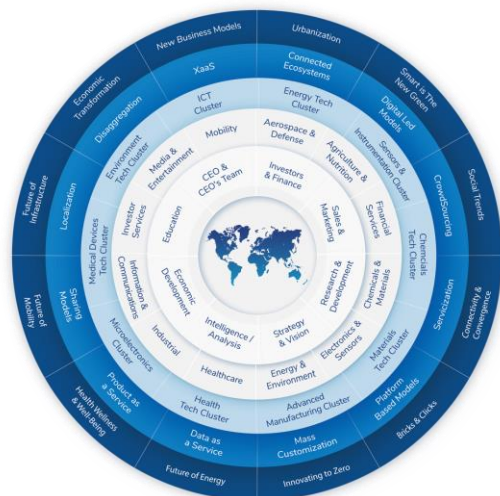 New Business Models
Urbanization
Smart is The
New Green
Social Trends
Connectivity &
Convergence
Bricks & Clicks
Innovating to Zero
Future of Energy
Health Wellness
& Well-Being
Future of
Mobility
Future of
Infrastructure
Economic
Transformation
XaaS
Connected
Ecosystems
Digital Led
Models
CrowdSourcing
Servicization
Platform
Based Models
Mass
Customization
Data as
a Service
Product as
a Service
Sharing
Models
Localization
Disaggregation
ICT
Cluster
Energy Tech
Cluster
Sensors &
Instrumentation Cluster
Chemcials
Tech Cluster
Materials
Tech Cluster
Advanced
Manufacturing Cluster
Health
Tech Cluster
Microelectronics
Cluster
Medical Devices
Tech Cluster
Environment
Tech Cluster
Mobility
Aerospace &
Defense
Agriculture &
Nutrition
Financial
Services
Chemicals &
Materials
Electronics &
Sensors
Energy &
Environment
Healthcare
Industrial
Information &
Communications
Investor
Services
Media &
Entertainment
CEO &
CEO's Team
Investors
& Finance
Sales &
Marketing
Research &
Development
Strategy
& Vision
Intelligence /
Analysis
Economic
Development
Education